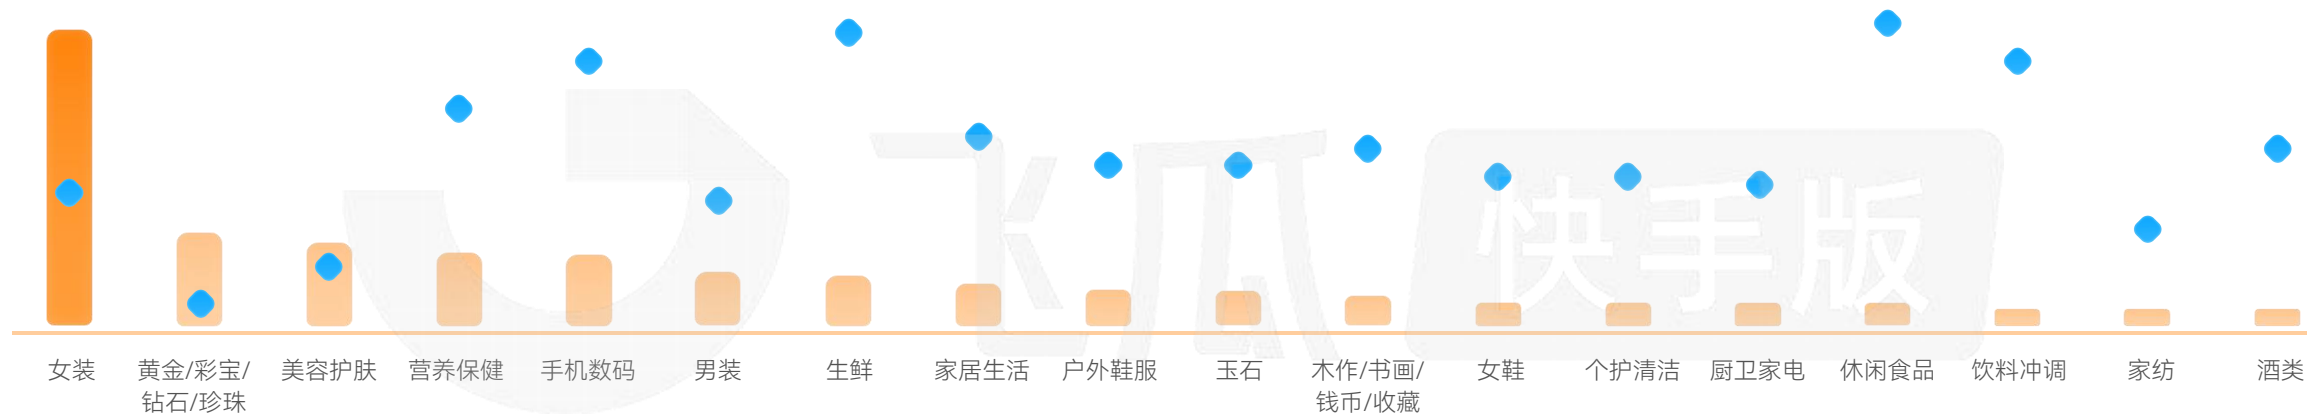 飞瓜 快手版
女装
黄金/彩宝/
钻石/珍珠
美容护肤
营养保健
手机数码
男装
生鲜
家居生活
户外鞋服
玉石
木作/书画/
钱币/收藏
女鞋
个护清洁
厨卫家电
休闲食品
饮料冲调
家纺
酒类